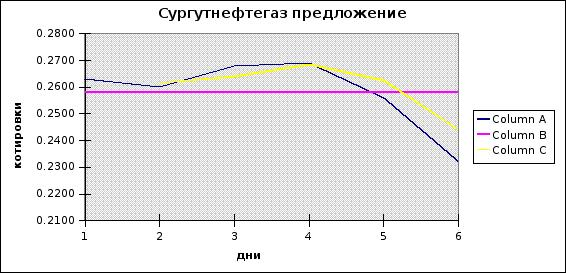 Сургутнефтегаз предложение
котировки
0.2800
0.2700
0.2600
0.2500
0.2400
0.2300
0.2200
0.2100
1 2 3 4 5 6
дни
Column A
Column B
Column C